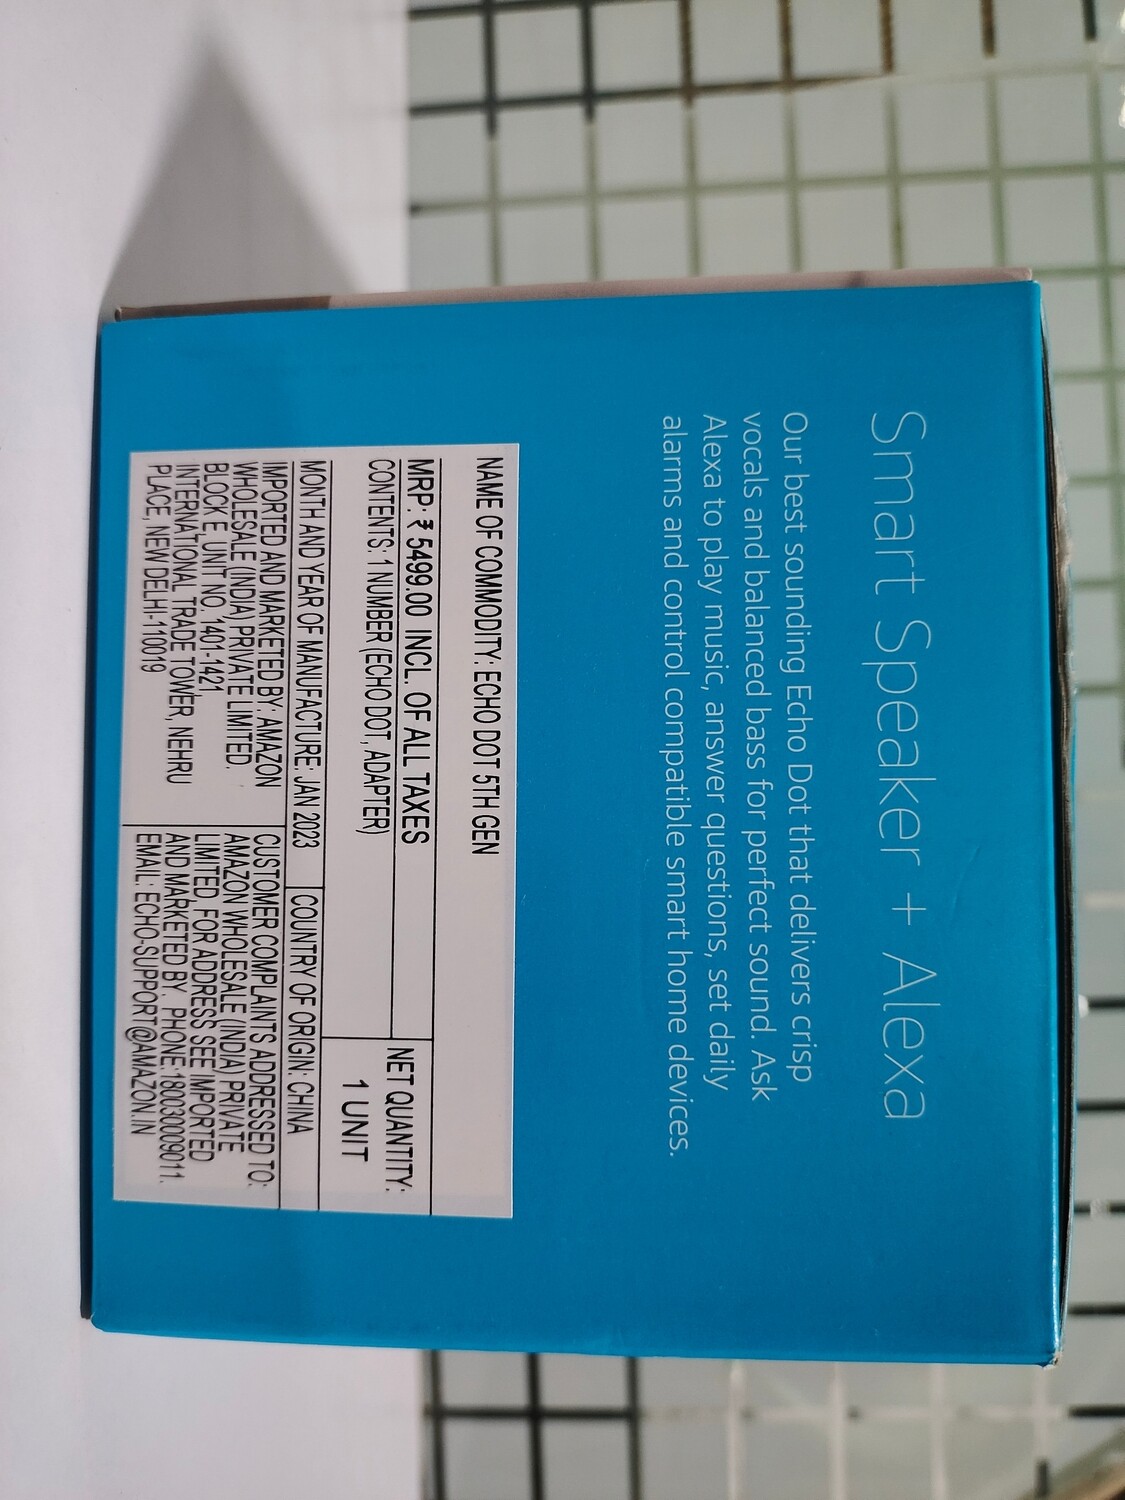 Smart Speaker + Alexa
Our best sounding Echo Dot that delivers crisp
vocals and balanced bass for perfect sound. Ask
Alexa to play music, answer questions, set daily
alarms and control compatible smart home devices.
NAME OF COMMODITY: ECHO DOT 5TH GEN
MRP: ₹ 5499.00 INCL. OF ALL TAXES
CONTENTS: 1 NUMBER (ECHO DOT, ADAPTER)
NET QUANTITY:
1 UNIT
MONTH AND YEAR OF MANUFACTURE: JAN 2023
COUNTRY OF ORIGIN: CHINA
IMPORTED AND MARKETED BY: AMAZON
WHOLESALE (INDIA) PRIVATE LIMITED.
BLOCK E, UNIT NO. 1401-1421
INTERNATIONAL TRADE TOWER, NEHRU
PLACE, NEW DELHI-110019
CUSTOMER COMPLAINTS ADDRESSED TO:
AMAZON WHOLESALE (INDIA) PRIVATE
LIMITED, FOR ADDRESS SEE IMPORTED
AND MARKETED BY. PHONE:180030009011.
EMAIL: ECHO-SUPPORT@AMAZON.IN